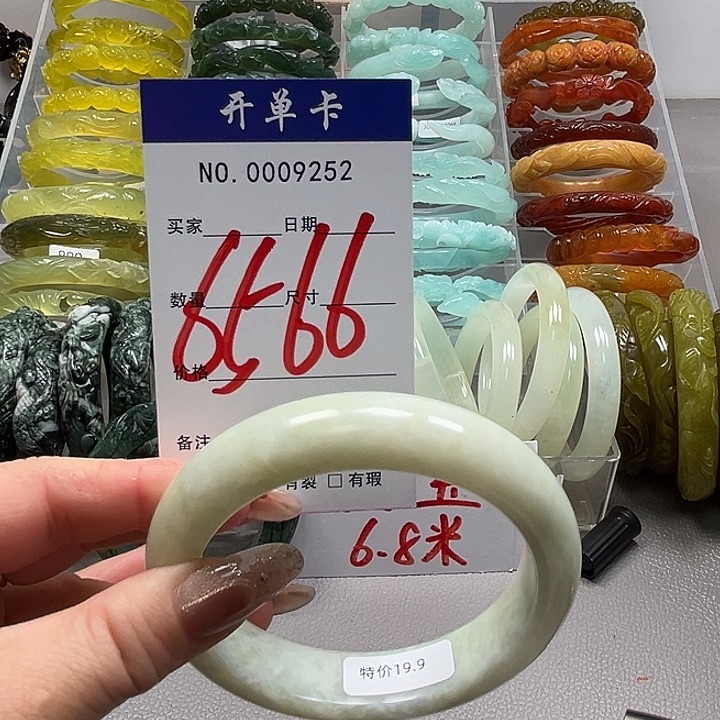 开单卡
NO.0009252
买家 日期
数量 尺寸
价格
备注
有裂 □ 有瑕
6.8米
特价19.9